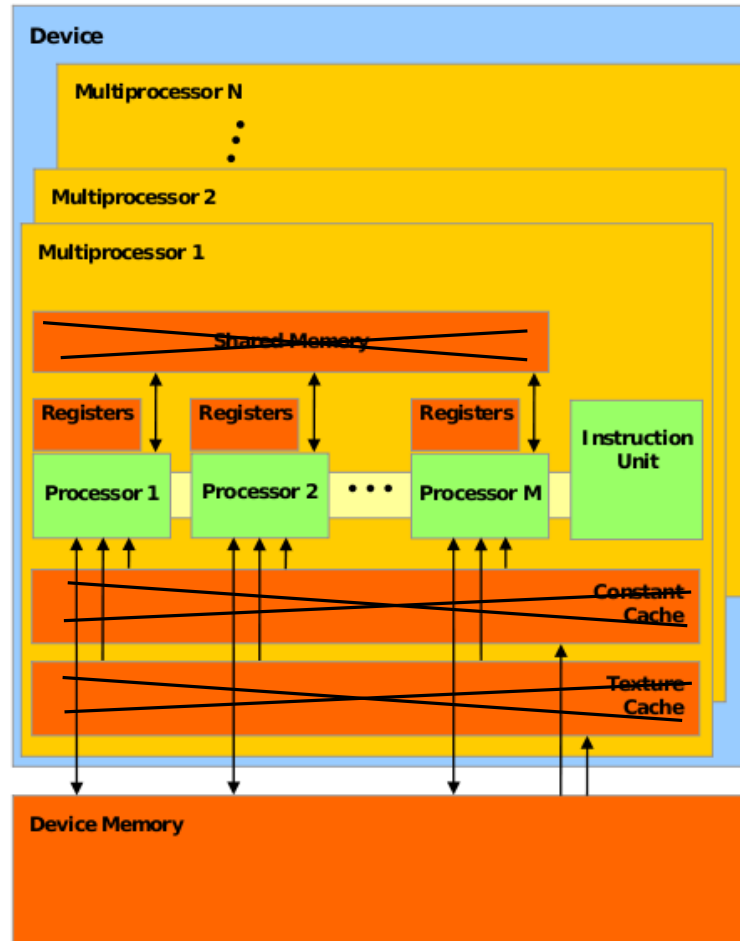 Device
Multiprocessor N
Multiprocessor 2
Multiprocessor 1
Shared Memory
Registers
Registers
Registers
Instruction
Unit
Processor 1
Processor 2
Processor M
Constant
Cache
Texture
Cache
Device Memory